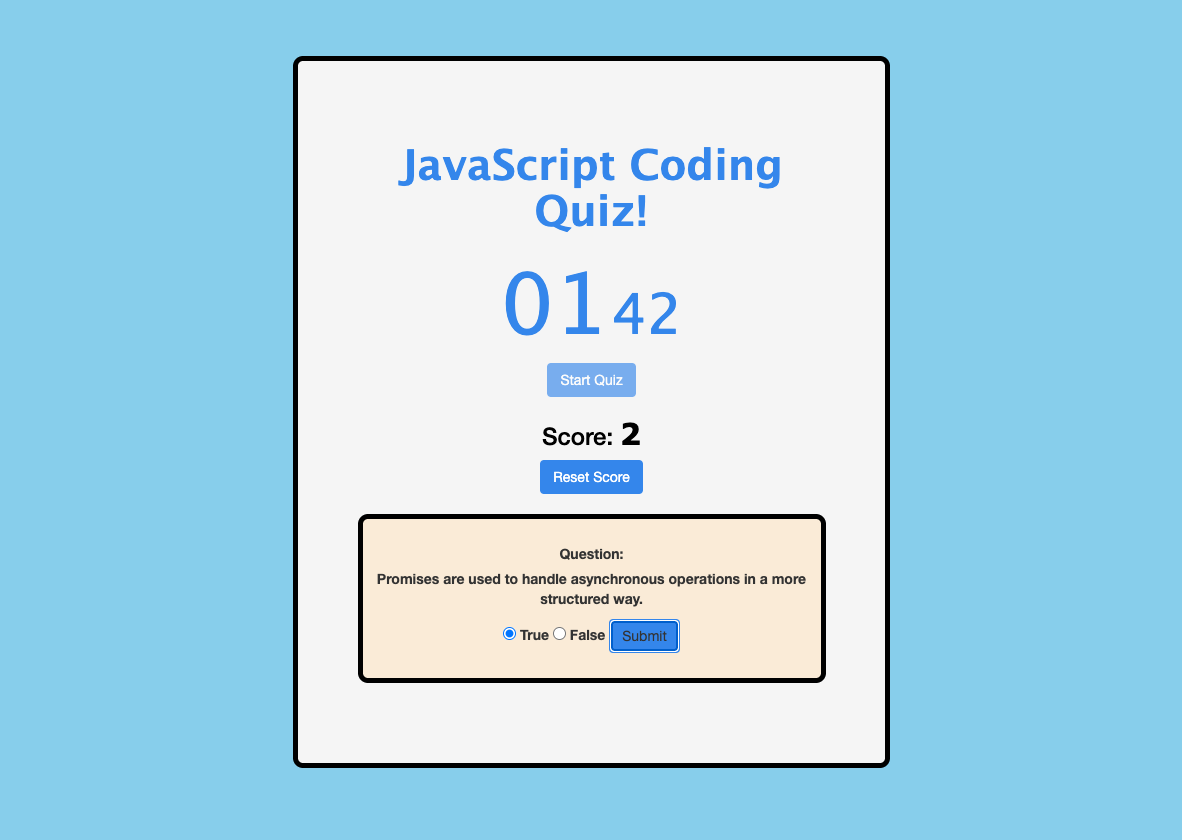 JavaScript Coding
Quiz!
01 42
Start Quiz
Score: 2
Reset Score
Question:
Promises are used to handle asynchronous operations in a more
structured way.
True False Submit